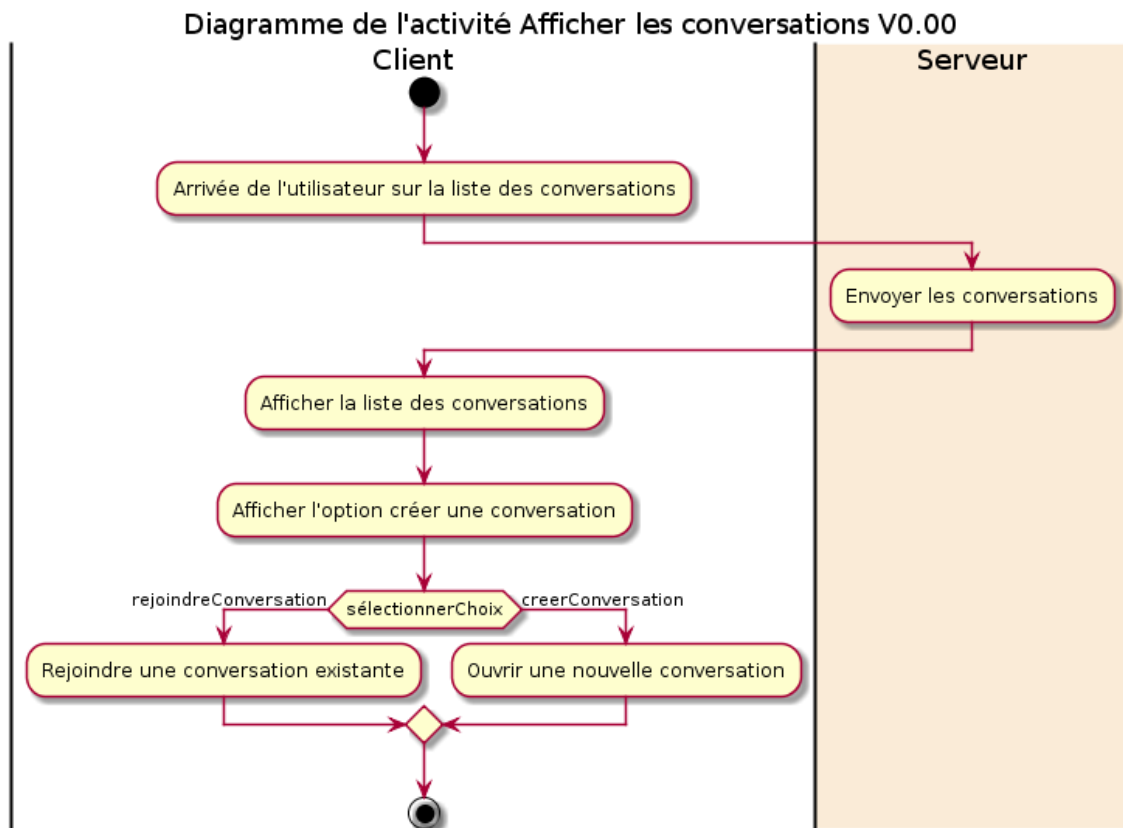 Diagramme de l'activité Afficher les conversations V0.00
Client
Serveur
Arrivée de l'utilisateur sur la liste des conversations
Envoyer les conversations
Afficher la liste des conversations
Afficher l'option créer une conversation
rejoindreConversation
sélectionnerChoix
creerConversation
Rejoindre une conversation existante
Ouvrir une nouvelle conversation